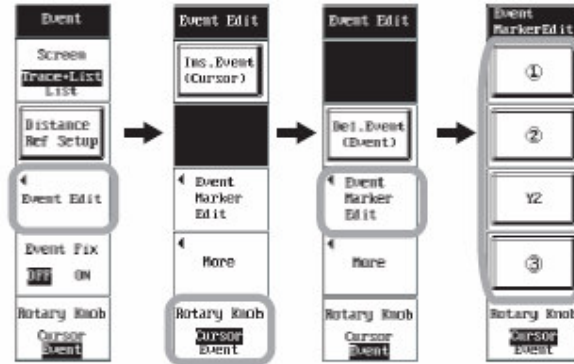 Event
Screen
Trace+List
List
Distance
Ref Setup
Event Edit
Event Fix
OFF ON
Rotary Knob
Cursor
Event
Event Edit
Ins.Event
(Cursor)
Event
Marker
Edit
More
Rotary Knob
Cursor
Event
Event Edit
Del.Event
(Event)
Event
Marker
Edit
More
Rotary Knob
Cursor
Event
Event
MarkerEdit
①
②
Y2
③
Rotary Knob
Cursor
Event